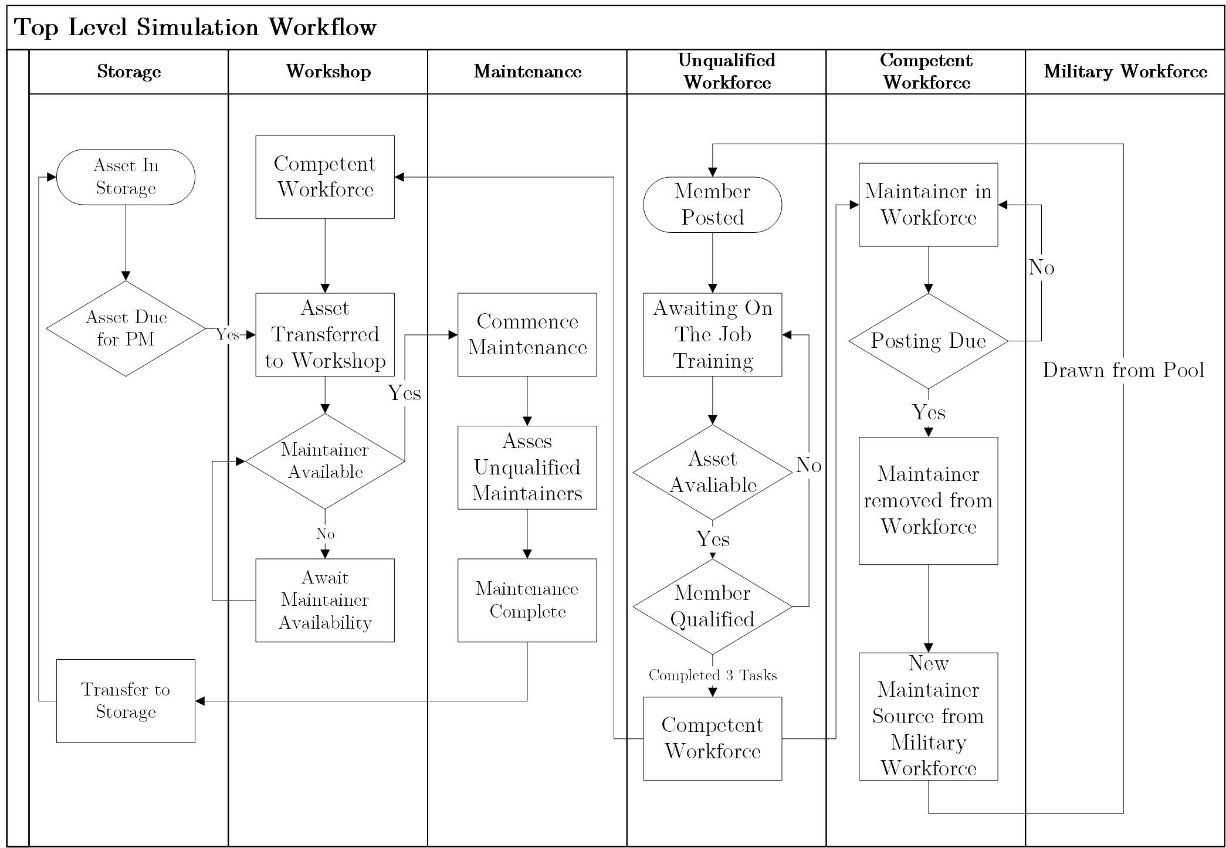 Top Level Simulation Workflow
Storage
Workshop
Maintenance
Unqualified
Workforce
Competent
Workforce
Military Workforce
Asset In
Storage
Asset Due
for PM
Yes
Transfer to
Storage
Competent
Workforce
Asset
Transferred
to Workshop
Yes
Maintainer
Available
No
Await
Maintainer
Availability
Commence
Maintenance
Asses
Unqualified
Maintainers
Maintenance
Complete
Member
Posted
Awaiting On
The Job
Training
Asset
Avaliable
No
Yes
Member
Qualified
Completed 3 Tasks
Competent
Workforce
Maintainer in
Workforce
No
Posting Due
Yes
Maintainer
removed from
Workforce
New
Maintainer
Source from
Military
Workforce
Drawn from Pool